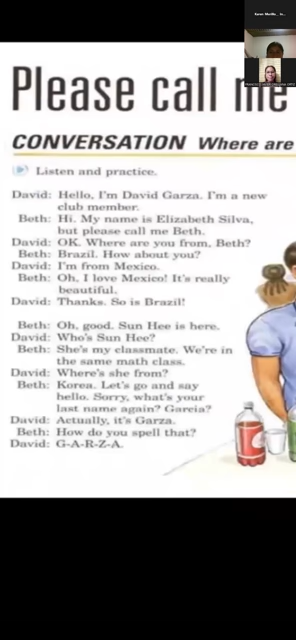 Please call me
CONVERSATION Where are
Listen and practice.
David: Hello, I'm David Garza. I'm a new
club member.
Beth: Hi. My name is Elizabeth Silva,
but please call me Beth.
David: OK. Where are you from, Beth?
Beth: Brazil. How about you?
David: I'm from Mexico.
Beth: Oh, I love Mexico! It's really
beautiful.
David: Thanks. So is Brazil!
Beth: Oh, good. Sun Hee is here.
David: Who's Sun Hee?
Beth: She's my classmate. We're in
the same math class.
David: Where's she from?
Beth: Korea. Let's go and say
hello. Sorry, what's your
last name again? Garcia?
David: Actually, it's Garza.
Beth: How do you spell that?
David: G-A-R-Z-A.